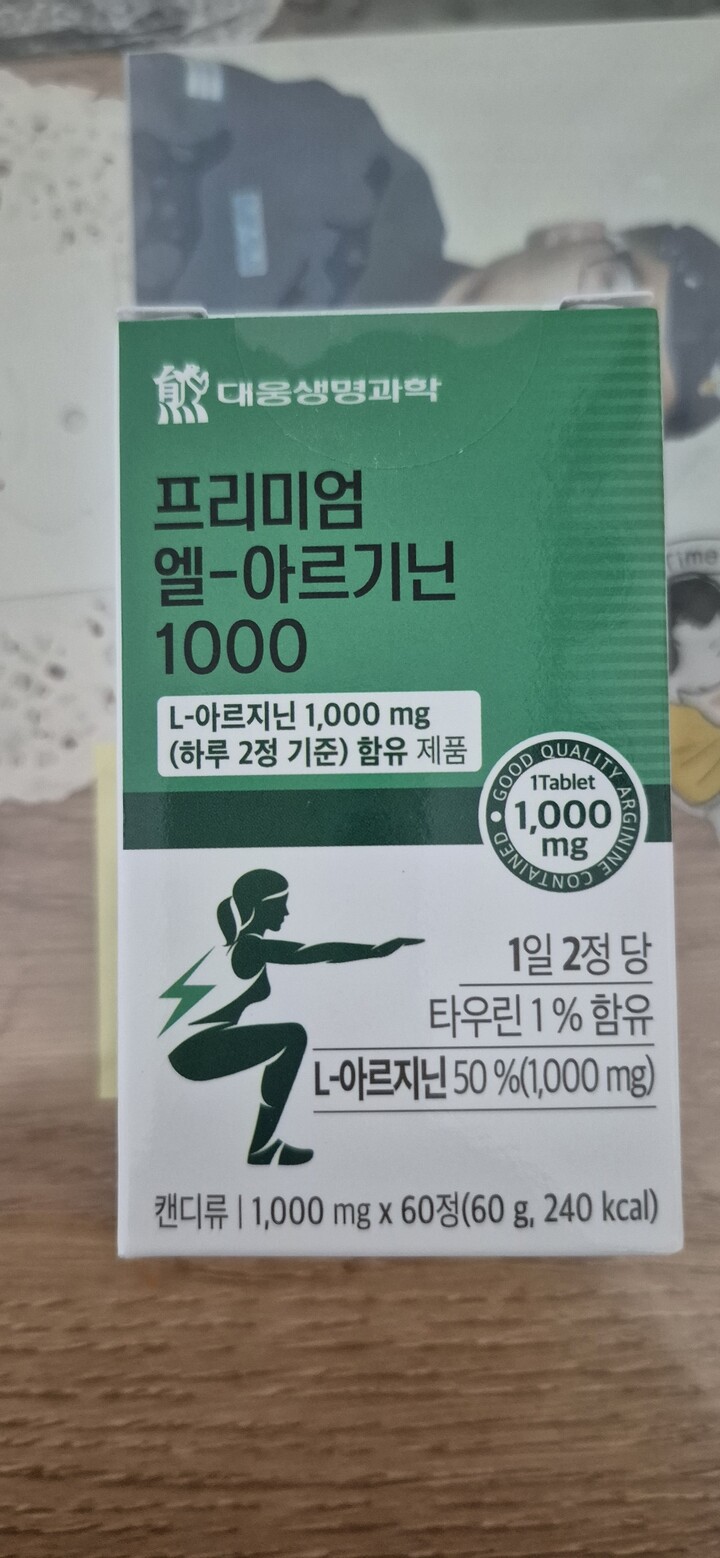 대웅생명과학
프리미엄
엘-아르기닌
1000
L-아르지닌 1,000 mg
(하루 2정 기준) 함유 제품
GOOD QUALITY ARGININE CONTAINED
1Tablet
1,000
mg
1일 2정 당
타우린 1 % 함유
L-아르지닌 50 %(1,000 mg)
캔디류 | 1,000 mg x 60정(60 g, 240 kcal)